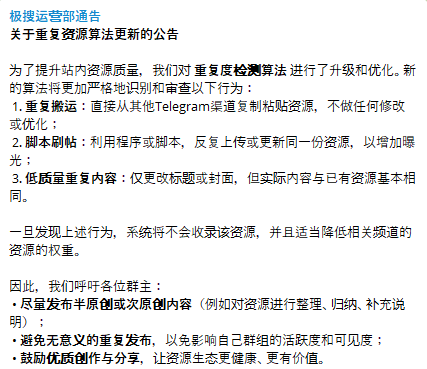 极搜运营部通告
关于重复资源算法更新的公告
为了提升站内资源质量，我们对 重复度检测算法 进行了升级和优化。新
的算法将更加严格地识别和审查以下行为：
1. 重复搬运：直接从其他Telegram渠道复制粘贴资源，不做任何修改
或优化；
2. 脚本刷帖：利用程序或脚本，反复上传或更新同一份资源，以增加曝
光；
3. 低质量重复内容：仅更改标题或封面，但实际内容与已有资源基本相
同。
一旦发现上述行为，系统将不会收录该资源，并且适当降低相关频道的
资源的权重。
因此，我们呼吁各位群主：
• 尽量发布半原创或次原创内容（例如对资源进行整理、归纳、补充说
明）；
• 避免无意义的重复发布，以免影响自己群组的活跃度和可见度；
• 鼓励优质创作与分享，让资源生态更健康、更有价值。